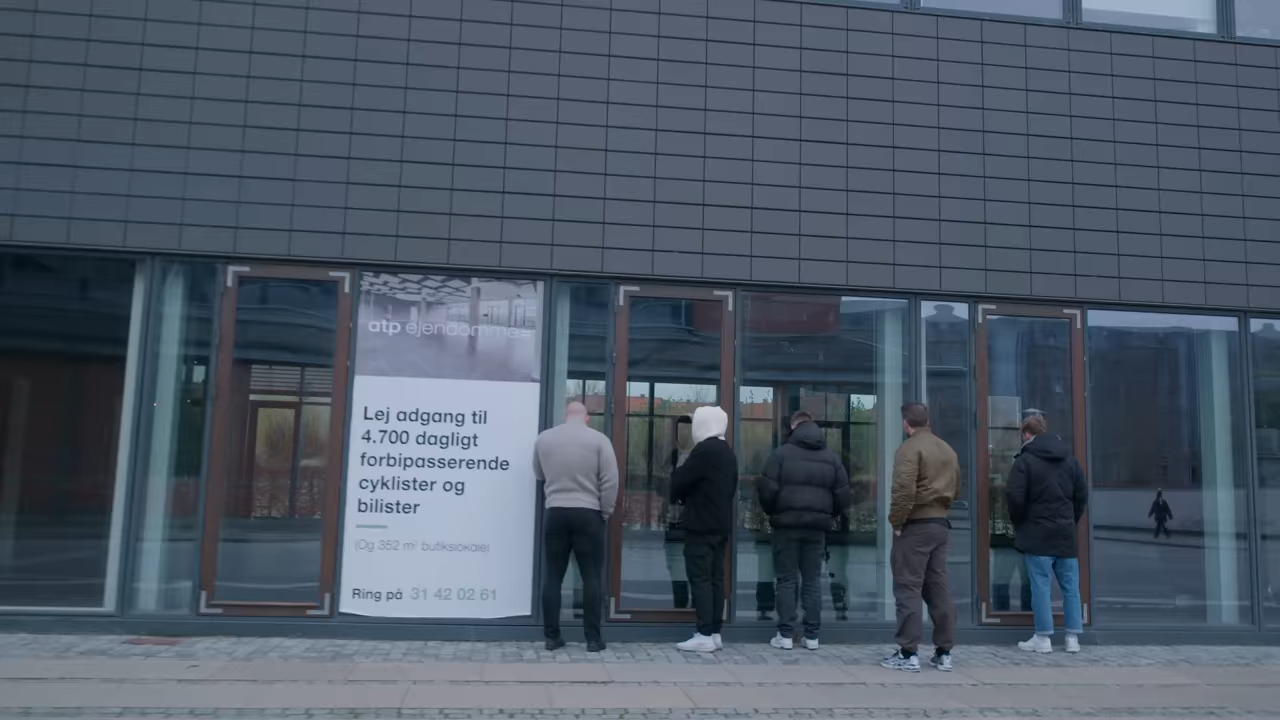 atp ejendomme
Lej adgang til
4.700 dagligt
forbipasserende
cyklister og
bilister
(Og 352 m² butikslokale)
Ring på 31 42 02 61